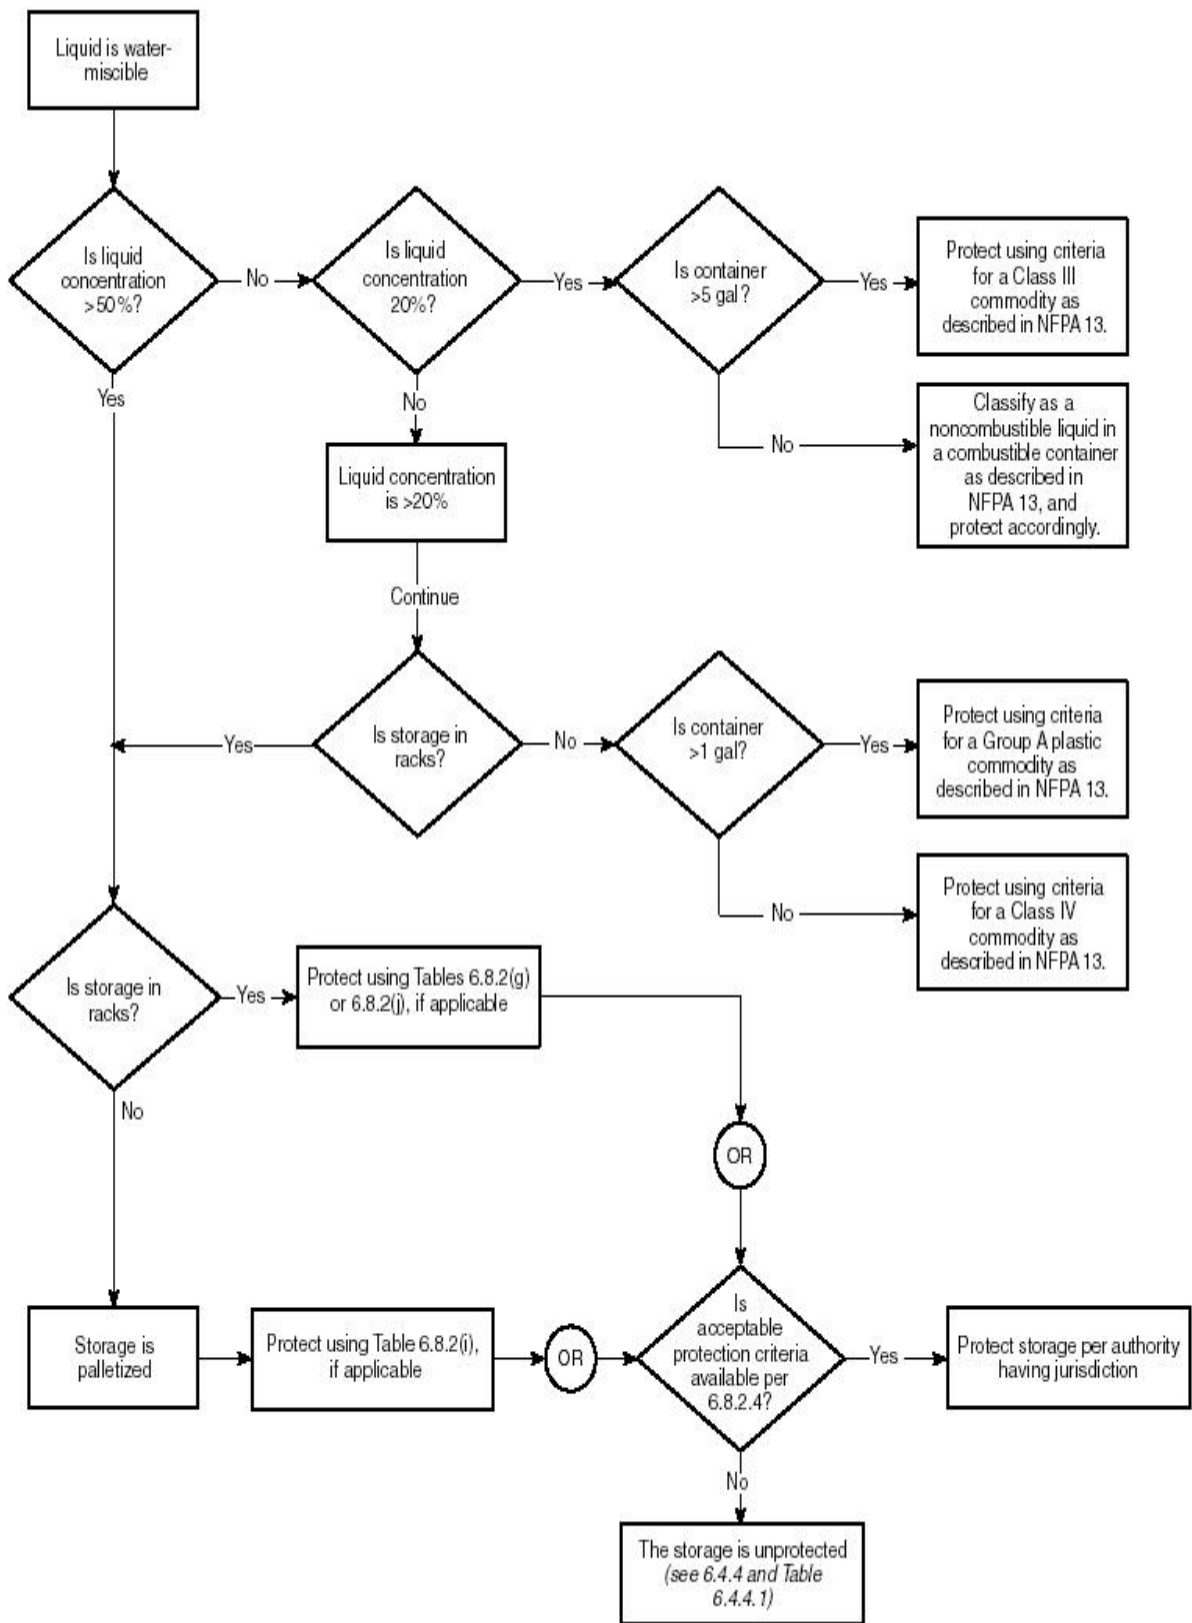 Liquid is water-
miscible
Is liquid
concentration
>50%?
No
Is liquid
concentration
20%?
Yes
Is container
>5 gal?
Yes
Protect using criteria
for a Class III
commodity as
described in NFPA 13.
Yes
No
No
Classify as a
noncombustible liquid in
a combustible container
as described in
NFPA 13, and
protect accordingly.
Liquid concentration
is >20%
Continue
Yes
Is storage in
racks?
No
Is container
>1 gal?
Yes
Protect using criteria
for a Group A plastic
commodity as
described in NFPA 13.
No
Protect using criteria
for a Class IV
commodity as
described in NFPA 13.
Is storage in
racks?
Yes
Protect using Tables 6.8.2(g)
or 6.8.2(j), if applicable
No
OR
Storage is
palletized
Protect using Table 6.8.2(i),
if applicable
OR
Is
acceptable
protection criteria
available per
6.8.2.4?
Yes
Protect storage per authority
having jurisdiction
No
The storage is unprotected
(see 6.4.4 and Table
6.4.4.1)